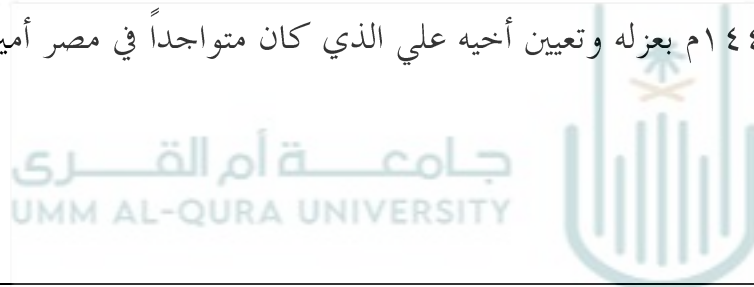 بعزله وتعيين أخيه علي الذي كان متواجداً في مصر
جامعة أم القرى
UMM AL-QURA UNIVERSITY